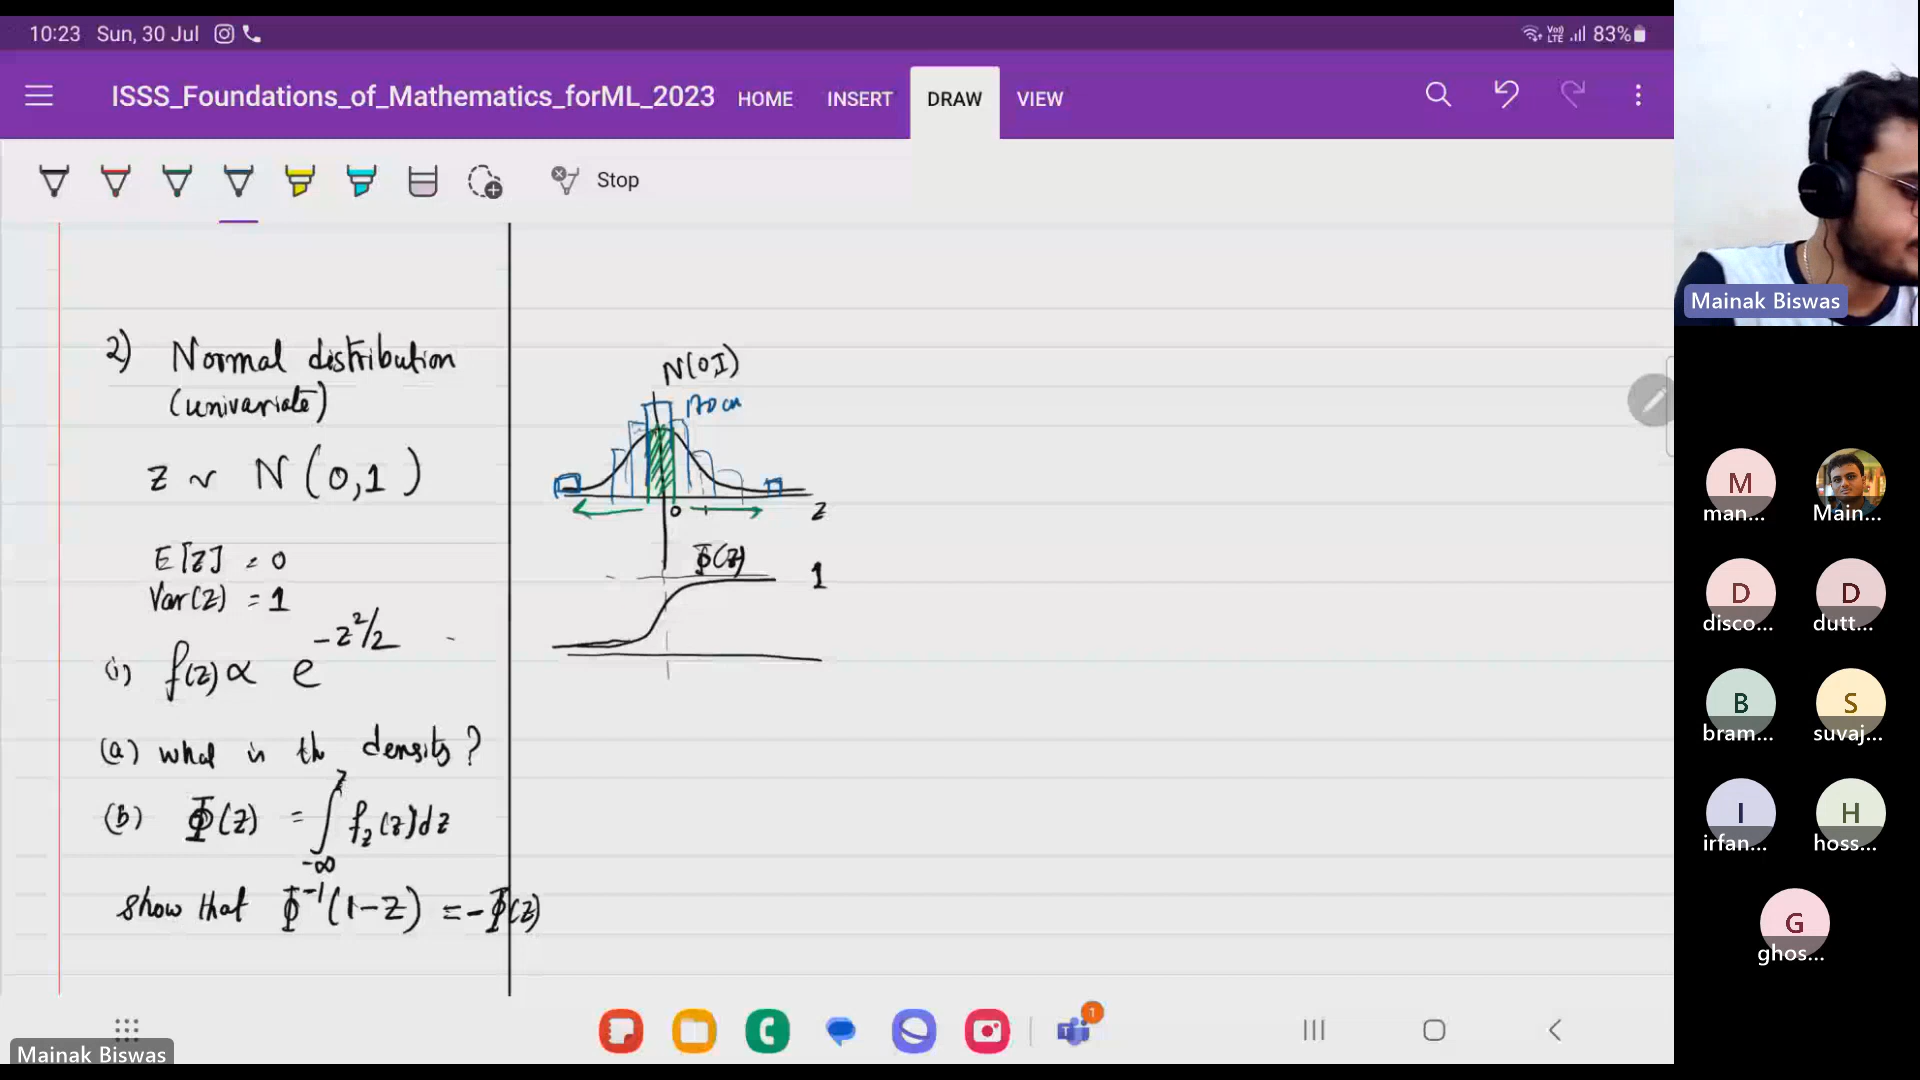 10:23 Sun, 30 Jul
83%
ISSS_Foundations_of_Mathematics_forML_2023 HOME INSERT DRAW VIEW
Stop
2) Normal distribution
(univariate)
z ~ N(0,1)
E[Z] = 0
Var(Z) = 1
(i) f(z) ∝ e^{-z²/2}
(a) what is the density?
(b) Φ(z) = ∫_{-∞}^{z} f_z(z)dz
show that Φ⁻¹(1-z) = -Φ(z)
N(0,1)
170 cm
0
z
Φ(z)
1
Mainak Biswas
M
man...
Main...
D
disco...
D
dutt...
B
bram...
S
suvaj...
I
irfan...
H
hoss...
G
ghos...
1
T
Mainak Biswas